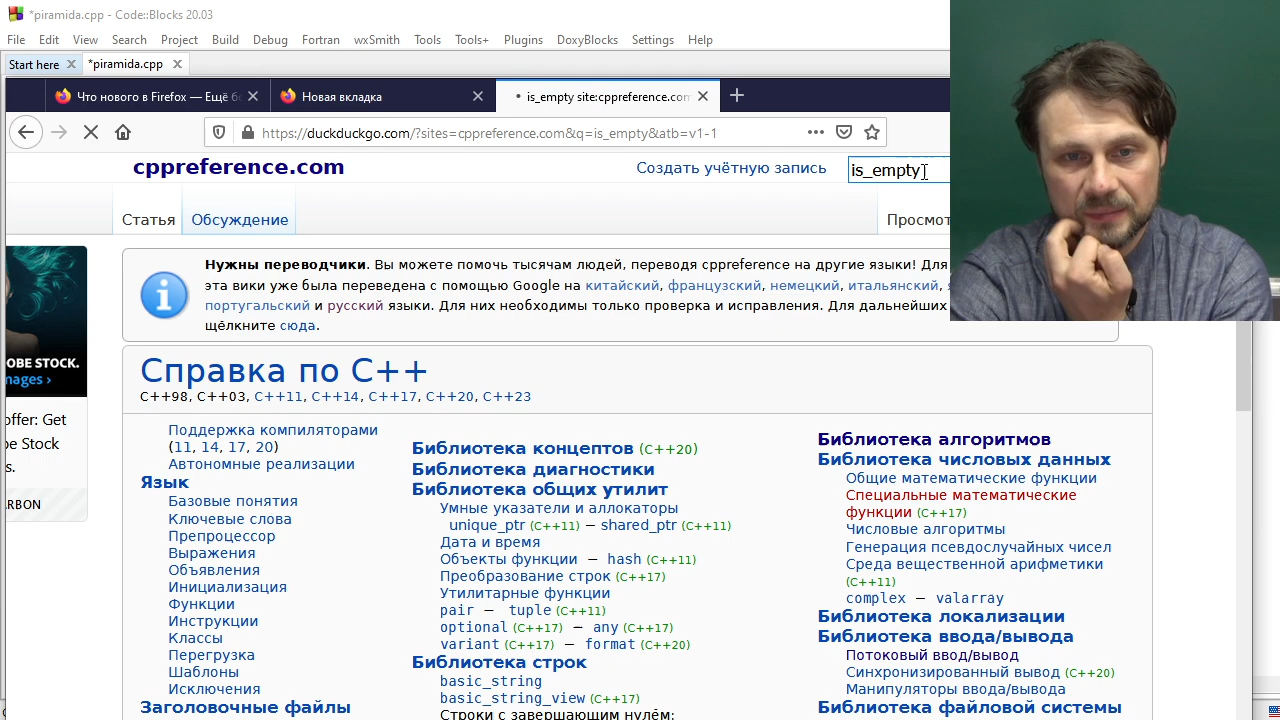 *piramida.cpp - Code::Blocks 20.03
File Edit View Search Project Build Debug Fortran wxSmith Tools Tools+ Plugins DoxyBlocks Settings Help
Start here *piramida.cpp
Что нового в Firefox — Ещё б Новая вкладка is_empty site:cppreference.com
https://duckduckgo.com/?sites=cppreference.com&q=is_empty&atb=v1-1
cppreference.com Создать учётную запись is_empty
Статья Обсуждение Просмот
Нужны переводчики. Вы можете помочь тысячам людей, переводя cppreference на другие языки! Для
эта вики уже была переведена с помощью Google на китайский, французский, немецкий, итальянский,
португальский и русский языки. Для них необходимы только проверка и исправления. Для дальнейших
щёлкните сюда.
OBE STOCK.
mages ›
offer: Get
be Stock
s.
ARBON
Справка по C++
C++98, C++03, C++11, C++14, C++17, C++20, C++23
Поддержка компиляторами
(11, 14, 17, 20)
Автономные реализации
Язык
Базовые понятия
Ключевые слова
Препроцессор
Выражения
Объявления
Инициализация
Функции
Инструкции
Классы
Перегрузка
Шаблоны
Исключения
Заголовочные файлы
Библиотека концептов (C++20)
Библиотека диагностики
Библиотека общих утилит
Умные указатели и аллокаторы
unique_ptr (C++11) − shared_ptr (C++11)
Дата и время
Объекты функции − hash (C++11)
Преобразование строк (C++17)
Утилитарные функции
pair − tuple (C++11)
optional (C++17) − any (C++17)
variant (C++17) − format (C++20)
Библиотека строк
basic_string
basic_string_view (C++17)
Строки с завершающим нулём:
Библиотека алгоритмов
Библиотека числовых данных
Общие математические функции
Специальные математические
функции (C++17)
Числовые алгоритмы
Генерация псевдослучайных чисел
Среда вещественной арифметики
(C++11)
complex − valarray
Библиотека локализации
Библиотека ввода/вывода
Потоковый ввод/вывод
Синхронизированный вывод (C++20)
Манипуляторы ввода/вывода
Библиотека файловой системы